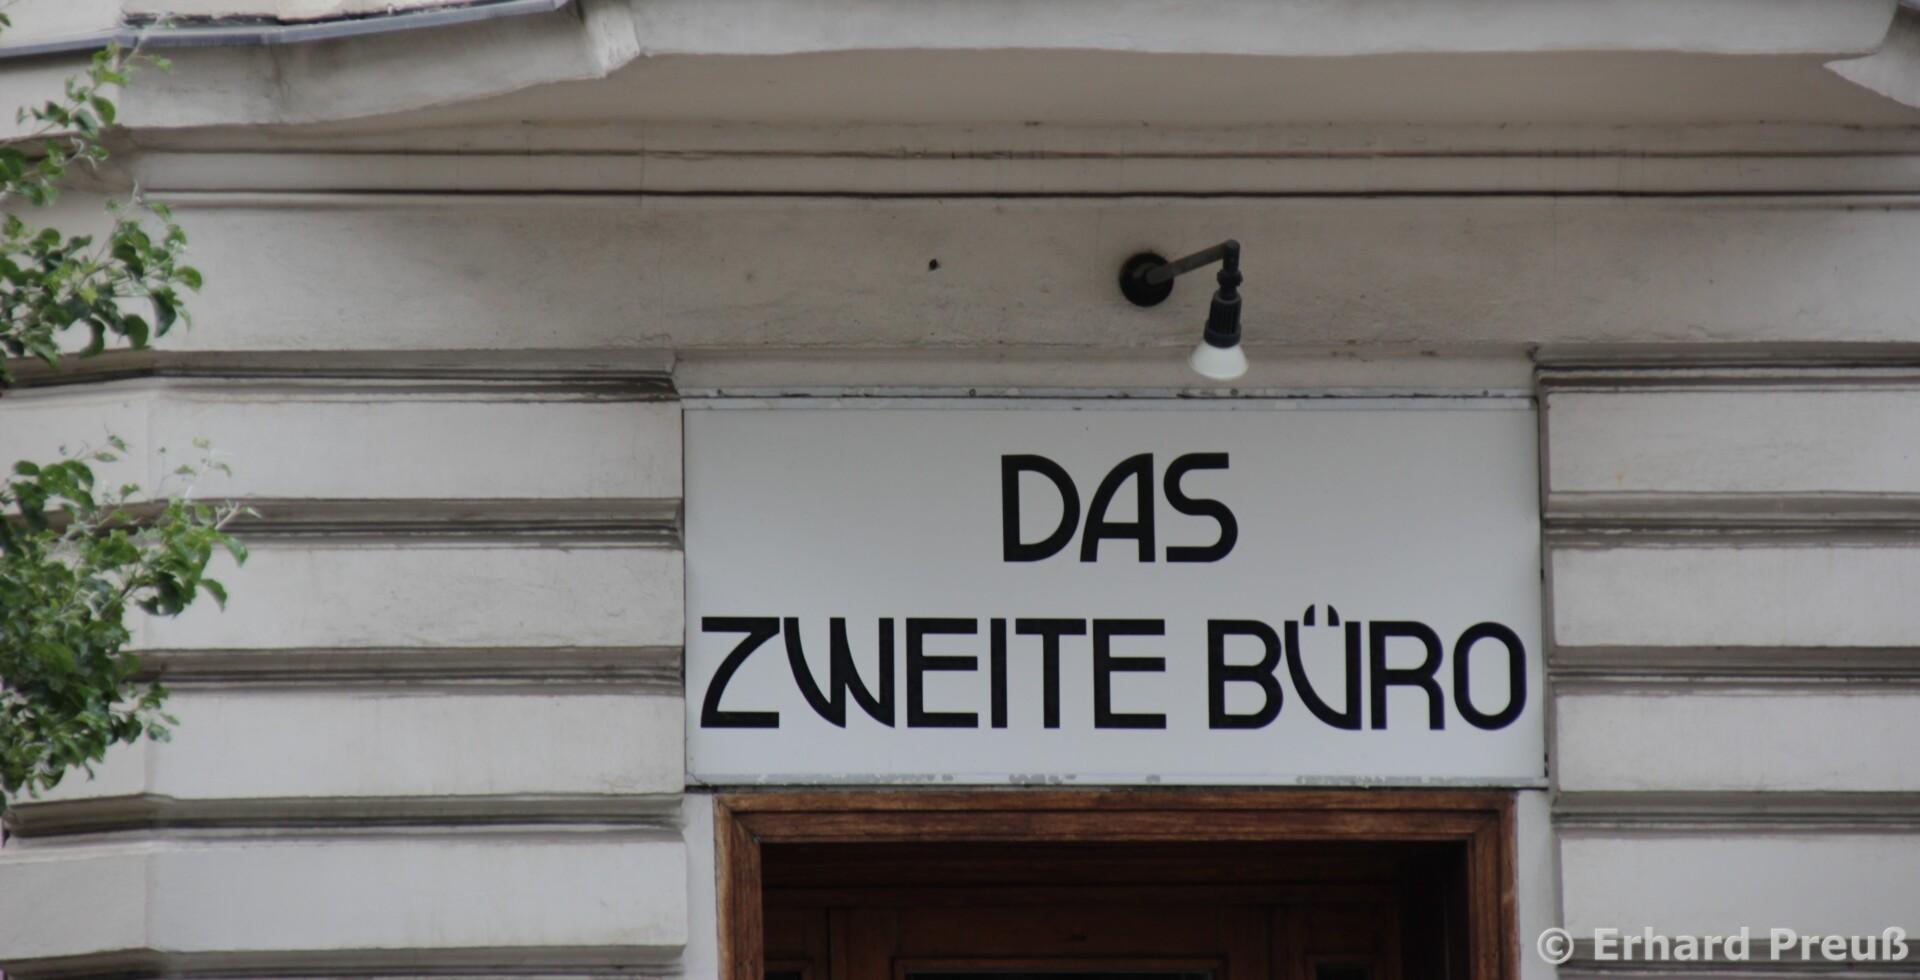 DAS
ZWEITE BÜRO
© Erhard Preuß